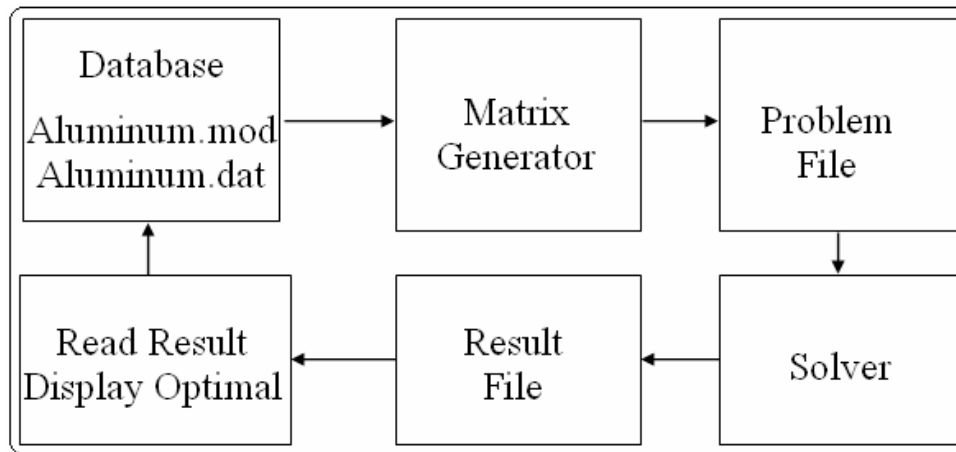 Database
Aluminum.mod
Aluminum.dat
Matrix
Generator
Problem
File
Read Result
Display Optimal
Result
File
Solver